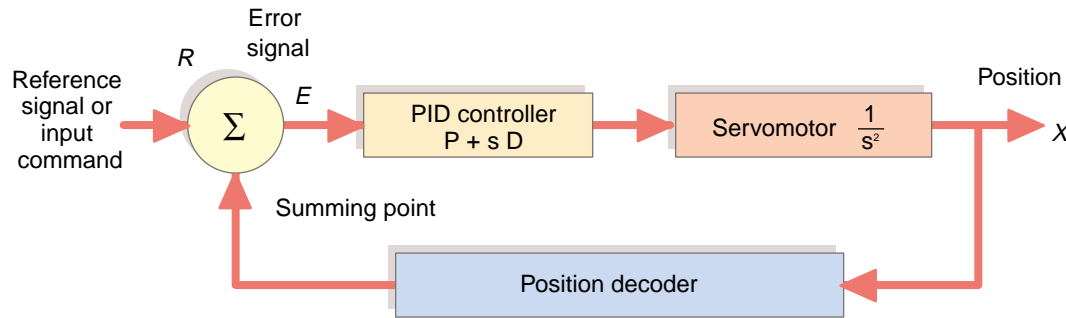 Error
signal
R
Reference
signal or
input
command
Σ
E
PID controller
P + s D
Servomotor 1/s²
Position
X
Summing point
Position decoder